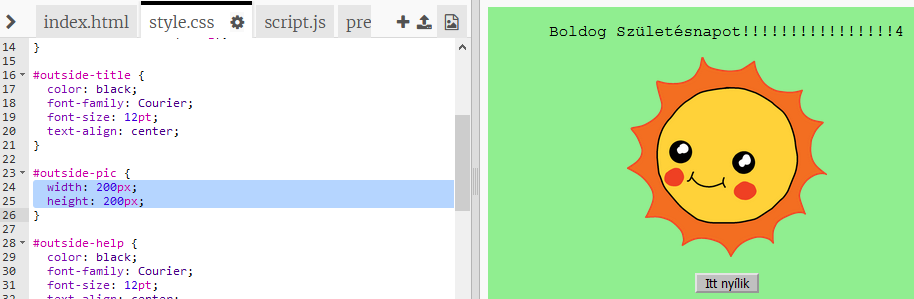 index.html style.css script.js pre
14 }
15
16 #outside-title {
17 color: black;
18 font-family: Courier;
19 font-size: 12pt;
20 text-align: center;
21 }
22
23 #outside-pic {
24 width: 200px;
25 height: 200px;
26 }
27
28 #outside-help {
29 color: black;
30 font-family: Courier;
31 font-size: 12pt;
32 text-align: center;
Boldog Születésnapot!!!!!!!!!!!!!!!!4
Itt nyílik